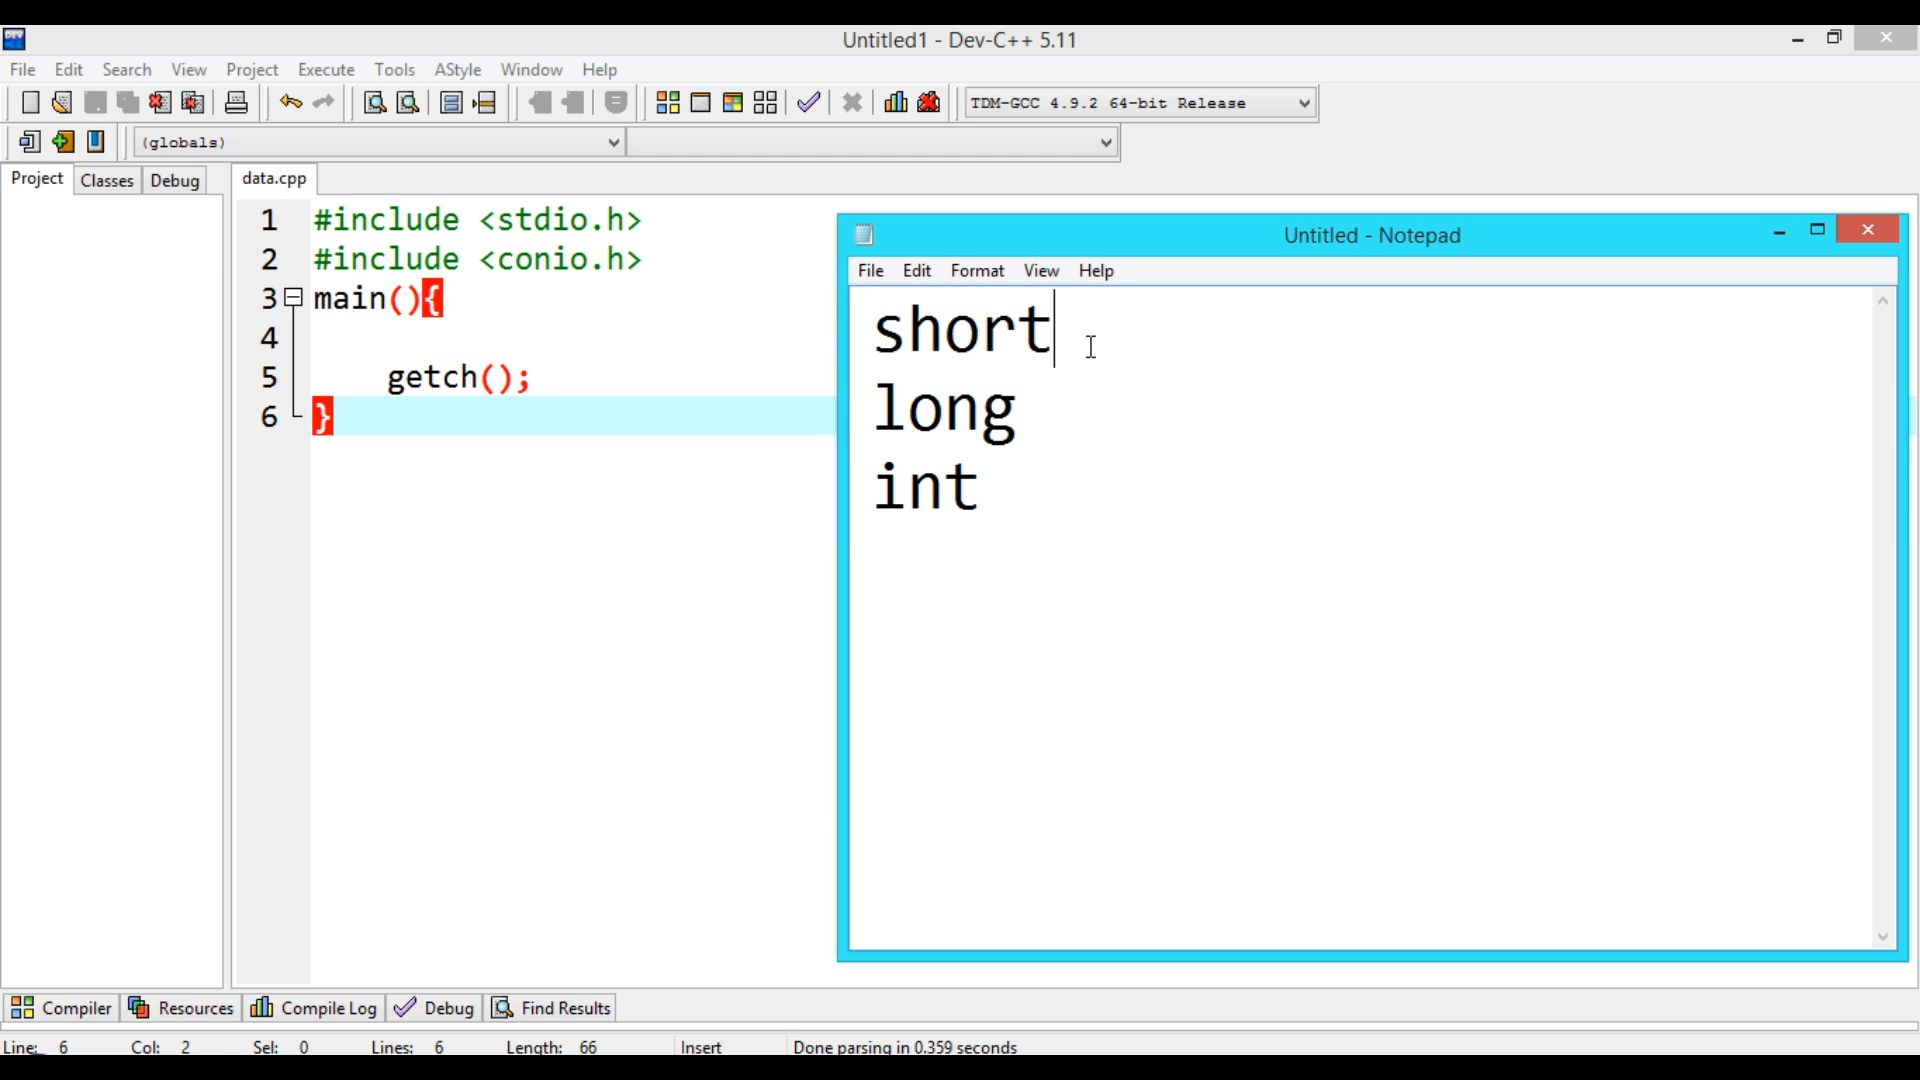 Untitled1 - Dev-C++ 5.11
File Edit Search View Project Execute Tools AStyle Window Help
TDM-GCC 4.9.2 64-bit Release
(globals)
Project Classes Debug
data.cpp
1 #include <stdio.h>
2 #include <conio.h>
3 main(){
4
5 getch();
6 }
Untitled - Notepad
File Edit Format View Help
short
long
int
Compiler Resources Compile Log Debug Find Results
Line: 6 Col: 2 Sel: 0 Lines: 6 Length: 66 Insert Done parsing in 0.359 seconds